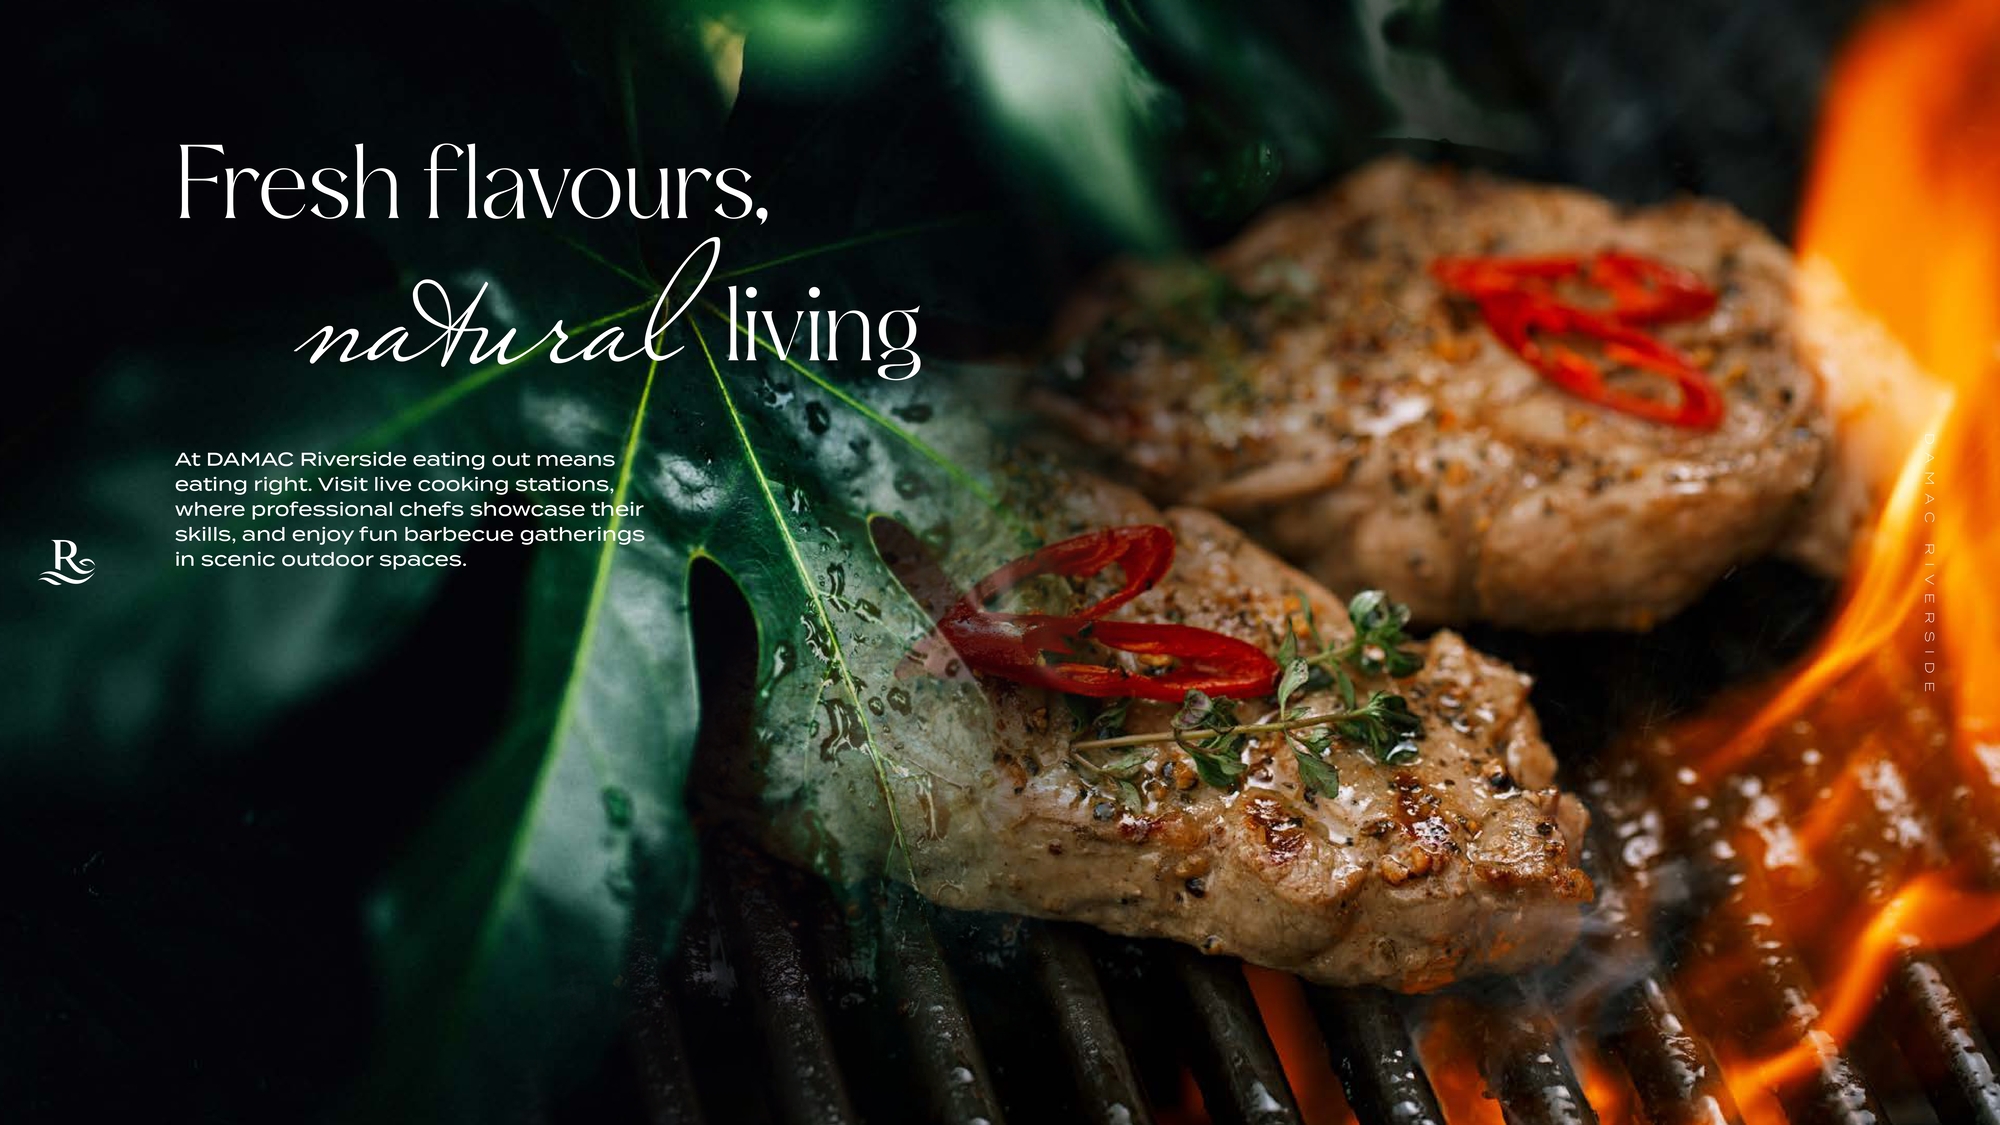 Fresh flavours,
natural living
At DAMAC Riverside eating out means
eating right. Visit live cooking stations,
where professional chefs showcase their
skills, and enjoy fun barbecue gatherings
in scenic outdoor spaces.
R
DAMAC RIVERSIDE